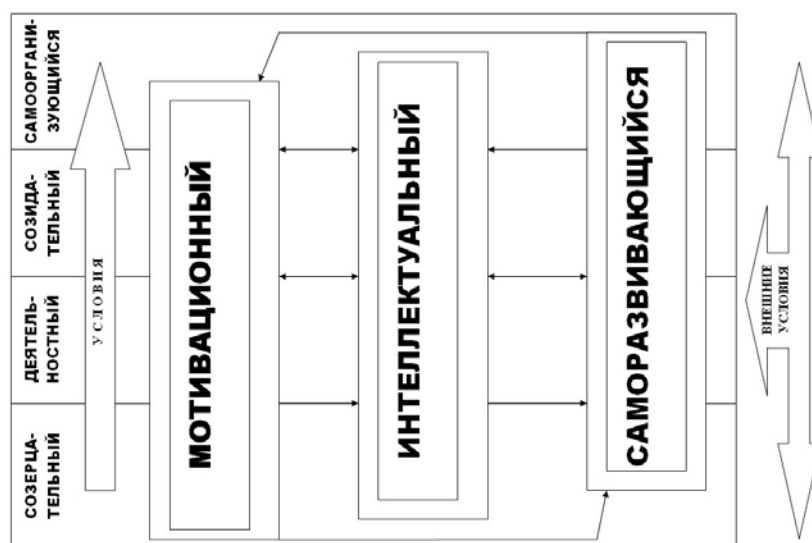 САМООРГАНИ-
ЗУЮЩИЙСЯ
СОЗИДА-
ТЕЛЬНЫЙ
ДЕЯТЕЛЬ-
НОСТНЫЙ
СОЗЕРЦА-
ТЕЛЬНЫЙ
УСЛОВИЯ
МОТИВАЦИОННЫЙ
ИНТЕЛЛЕКТУАЛЬНЫЙ
САМОРАЗВИВАЮЩИЙСЯ
ВНЕШНИЕ
УСЛОВИЯ